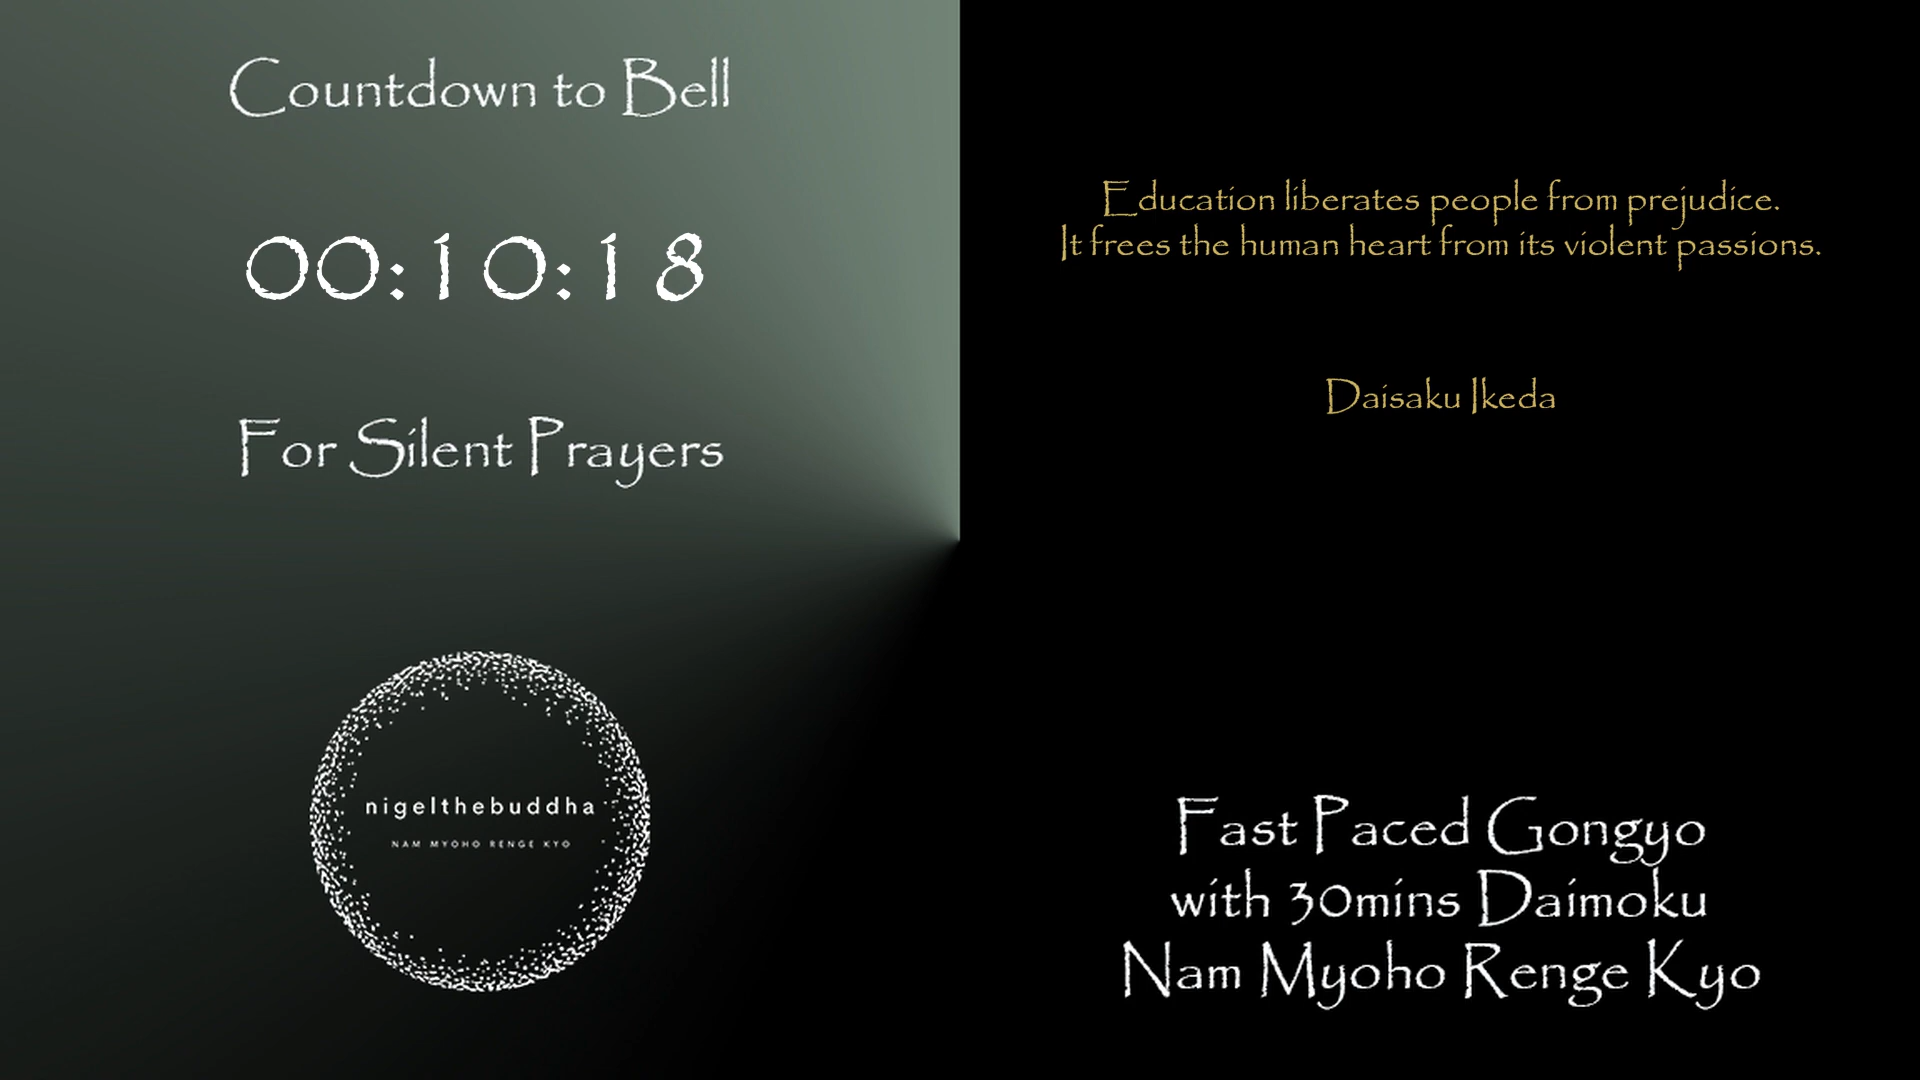 Countdown to Bell
00:10:18
For Silent Prayers
nigelthebuddha
NAM MYOHO RENGE KYO
Education liberates people from prejudice.
It frees the human heart from its violent passions.
Daisaku Ikeda
Fast Paced Gongyo
with 30mins Daimoku
Nam Myoho Renge Kyo